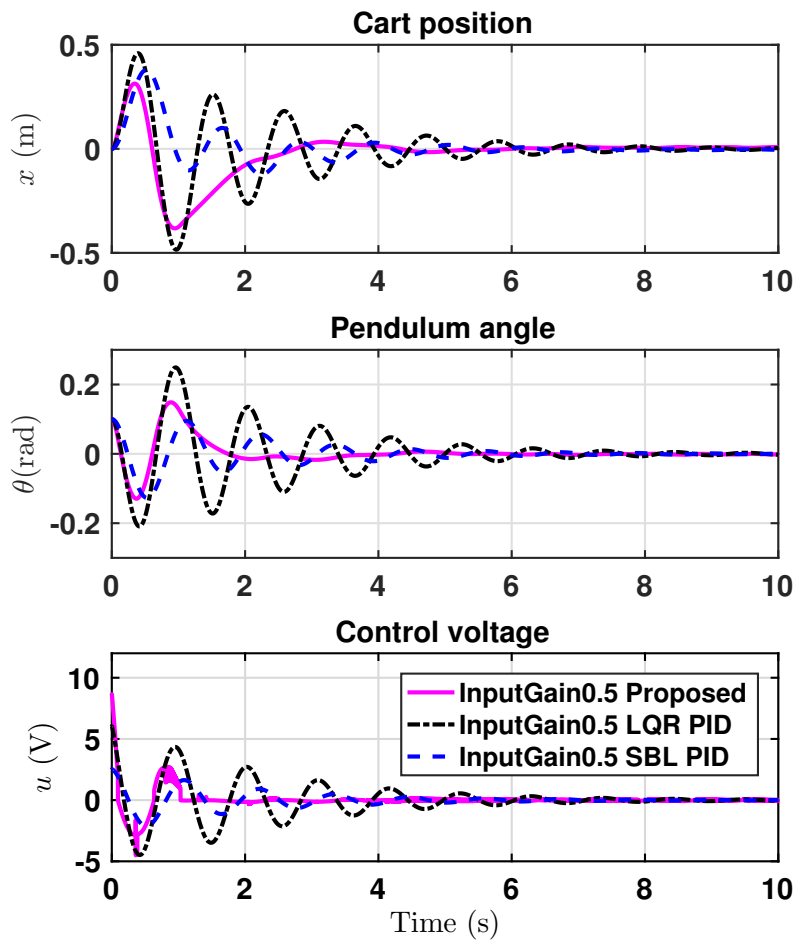 Cart position
0.5
0
-0.5
x (m)
0 2 4 6 8 10
Pendulum angle
0.2
0
-0.2
θ(rad)
0 2 4 6 8 10
Control voltage
10
5
0
-5
u (V)
InputGain0.5 Proposed
InputGain0.5 LQR PID
InputGain0.5 SBL PID
0 2 4 6 8 10
Time (s)